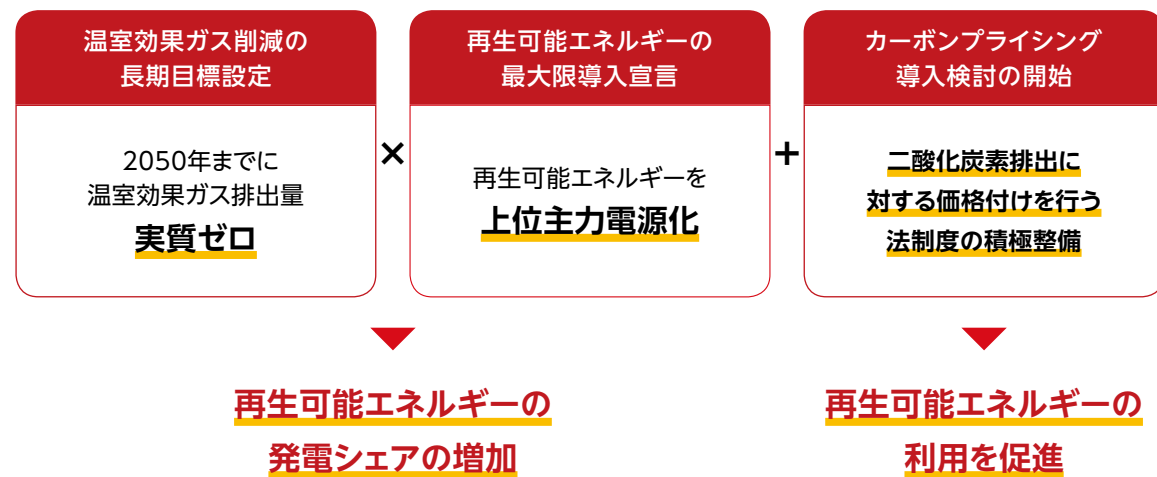 温室効果ガス削減の
長期目標設定
2050年までに
温室効果ガス排出量
実質ゼロ
×
再生可能エネルギーの
最大限導入宣言
再生可能エネルギーを
上位主力電源化
+
カーボンプライシング
導入検討の開始
二酸化炭素排出に
対する価格付けを行う
法制度の積極整備
再生可能エネルギーの
発電シェアの増加
再生可能エネルギーの
利用を促進